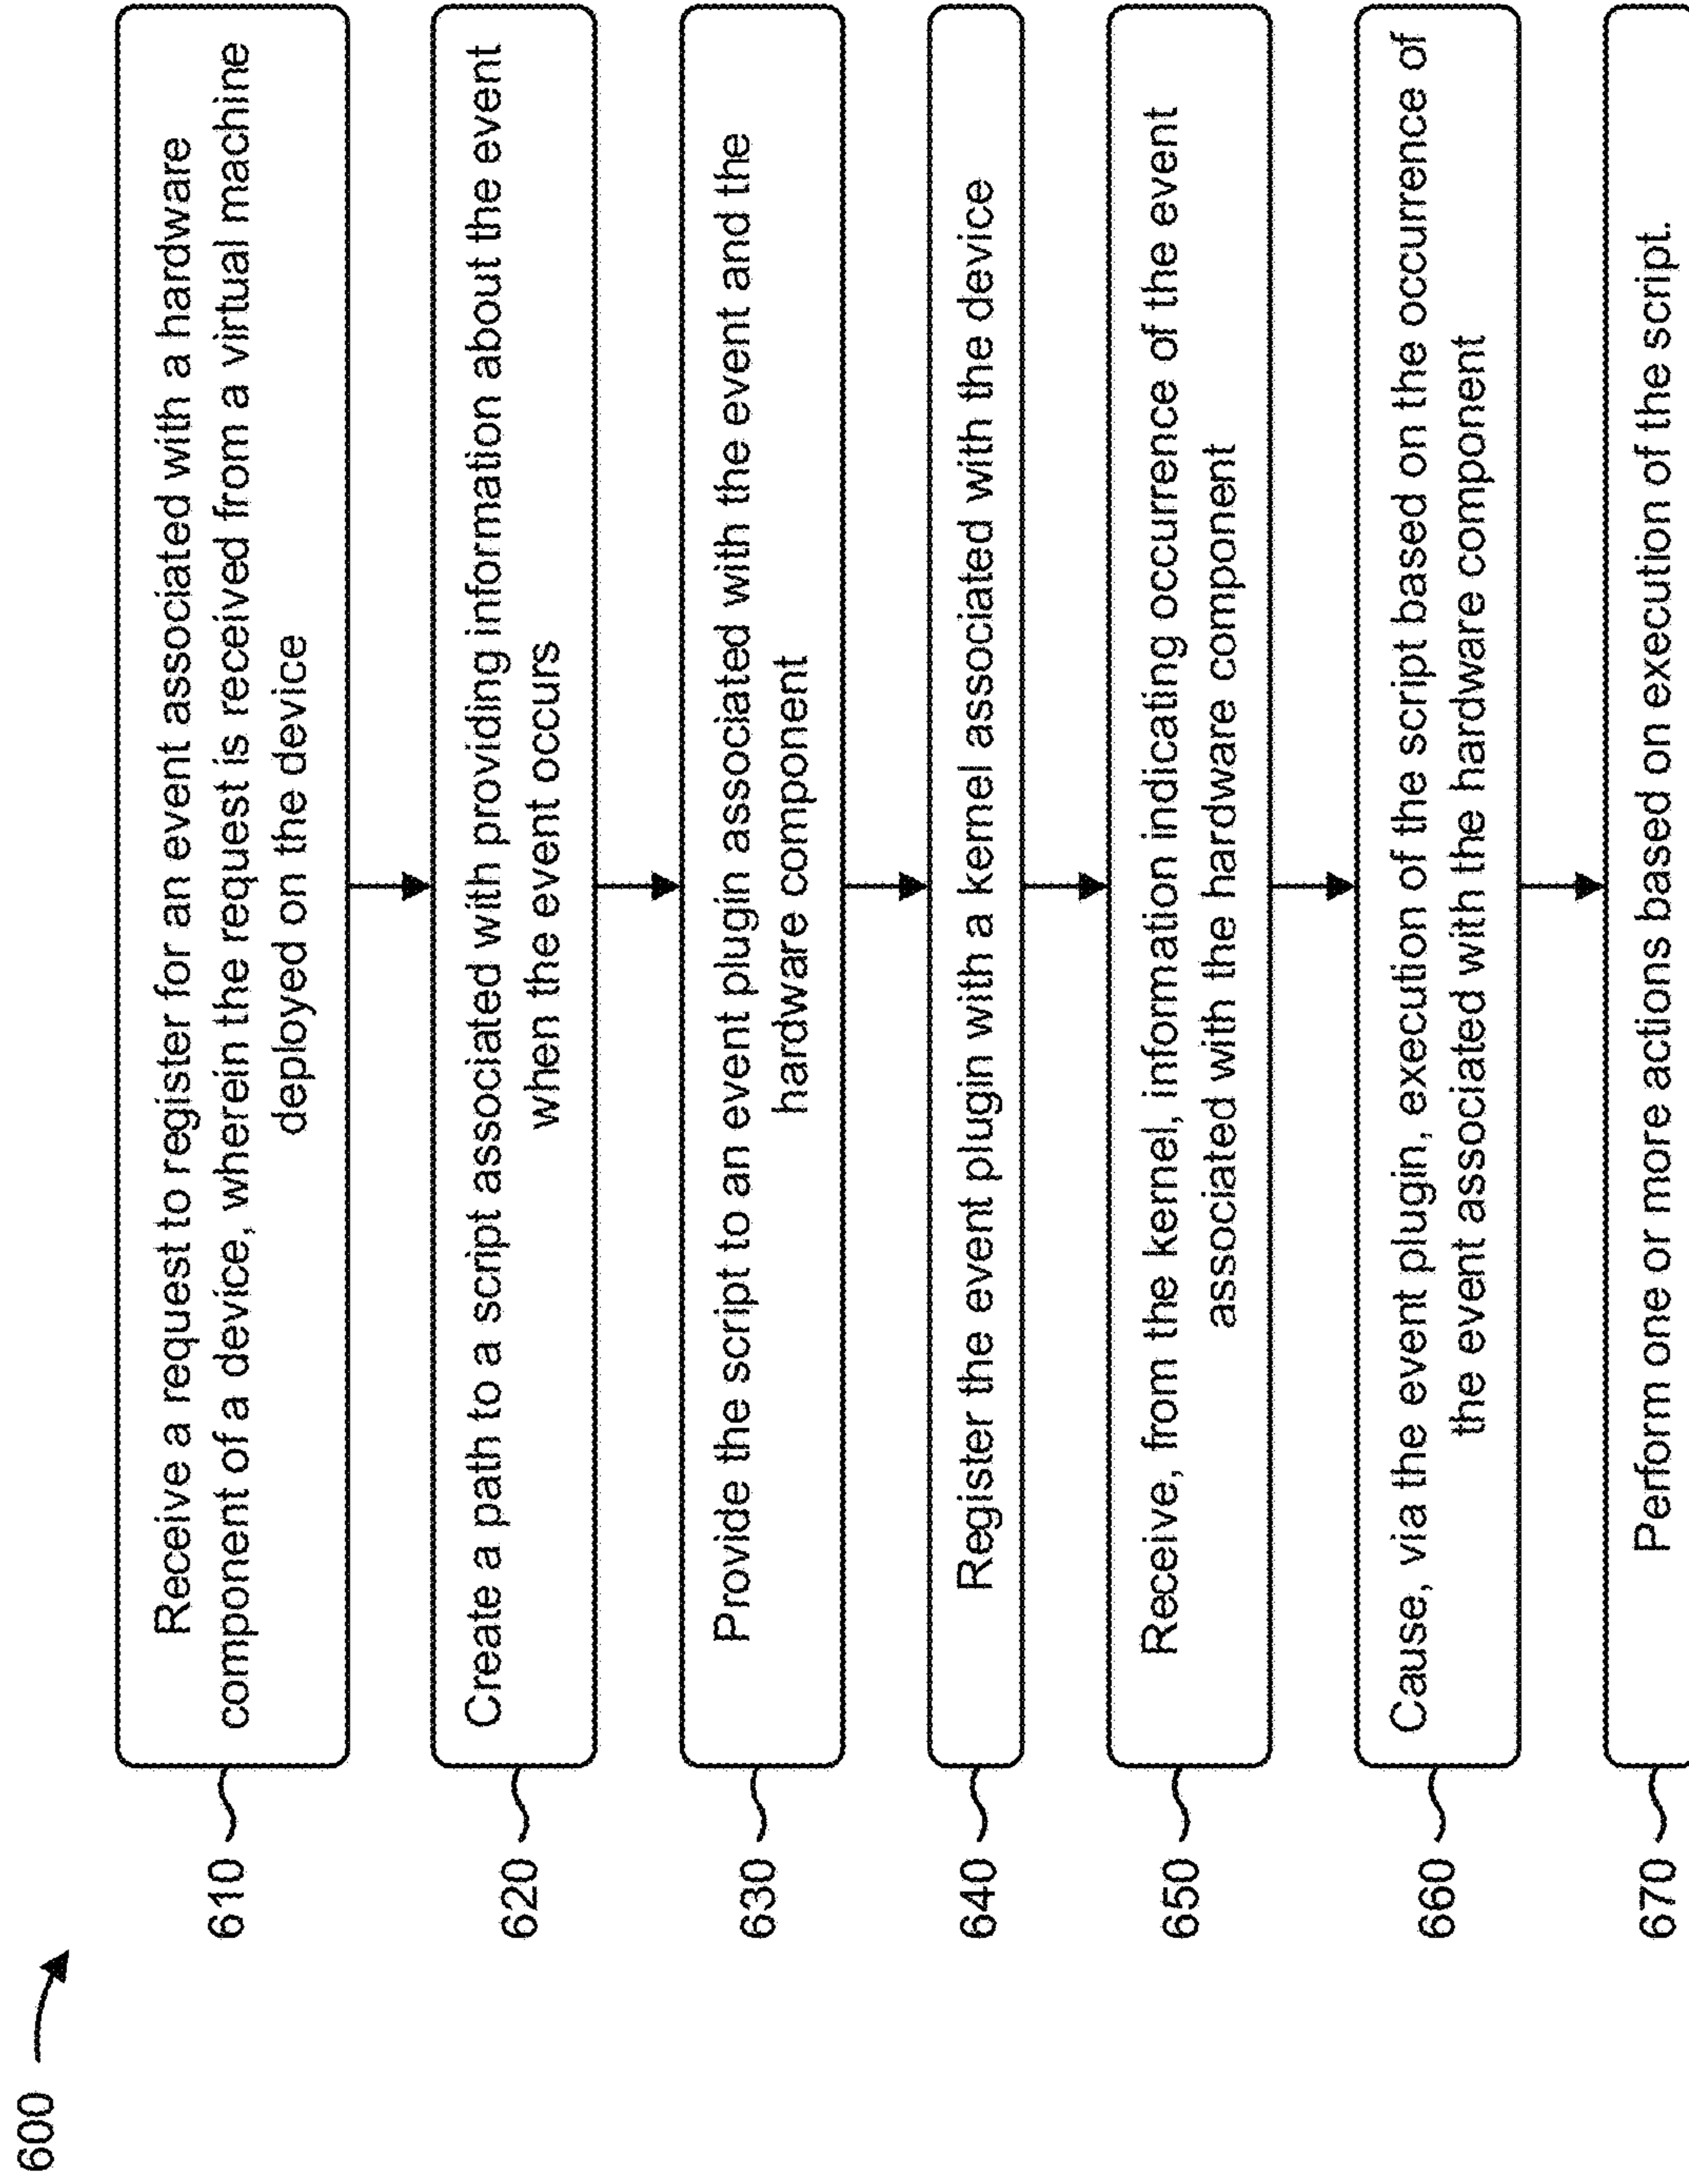 600
610
Receive a request to register for an event associated with a hardware
component of a device, wherein the request is received from a virtual machine
deployed on the device
620
Create a path to a script associated with providing information about the event
when the event occurs
630
Provide the script to an event plugin associated with the event and the
hardware component
640
Register the event plugin with a kernel associated with the device
650
Receive, from the kernel, information indicating occurrence of the event
associated with the hardware component
660
Cause, via the event plugin, execution of the script based on the occurrence of
the event associated with the hardware component
670
Perform one or more actions based on execution of the script.